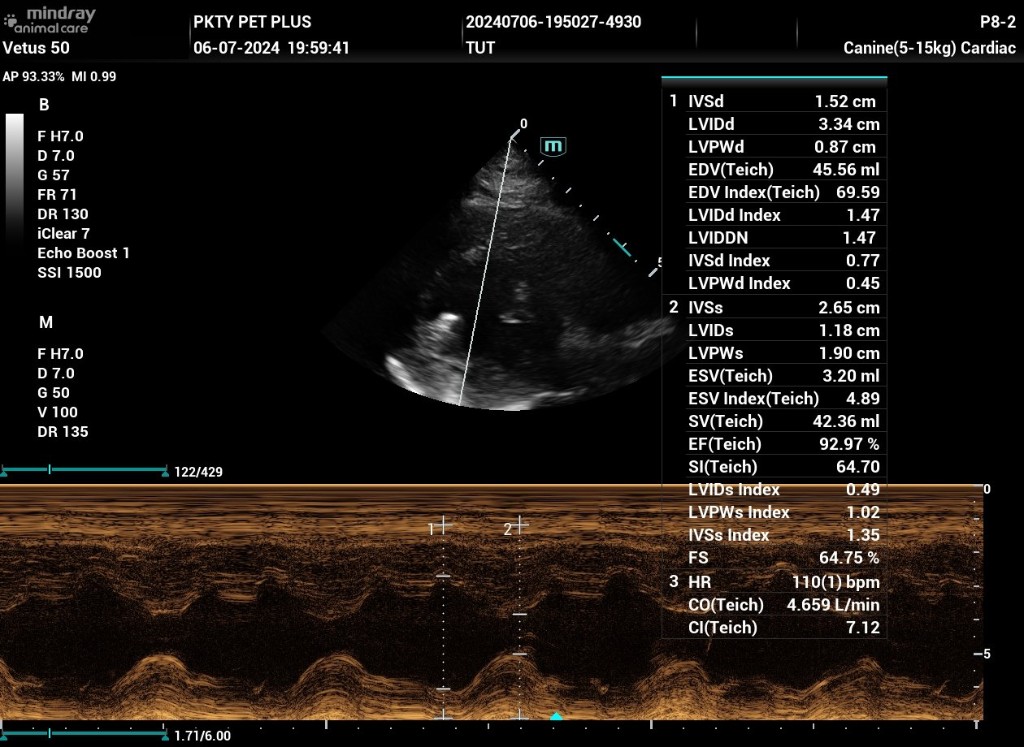 mindray
animal care
PKTY PET PLUS
20240706-195027-4930
P8-2
Vetus 50
06-07-2024 19:59:41
TUT
Canine(5-15kg) Cardiac
AP 93.33% MI 0.99
B
F H7.0
D 7.0
G 57
FR 71
DR 130
iClear 7
Echo Boost 1
SSI 1500
M
F H7.0
D 7.0
G 50
V 100
DR 135
0
m
5
1 IVSd 1.52 cm
LVIDd 3.34 cm
LVPWd 0.87 cm
EDV(Teich) 45.56 ml
EDV Index(Teich) 69.59
LVIDd Index 1.47
LVIDDN 1.47
IVSd Index 0.77
LVPWd Index 0.45
2 IVSs 2.65 cm
LVIDs 1.18 cm
LVPWs 1.90 cm
ESV(Teich) 3.20 ml
ESV Index(Teich) 4.89
SV(Teich) 42.36 ml
EF(Teich) 92.97 %
SI(Teich) 64.70
LVIDs Index 0.49
LVPWs Index 1.02
IVSs Index 1.35
FS 64.75 %
3 HR 110(1) bpm
CO(Teich) 4.659 L/min
CI(Teich) 7.12
122/429
0
1
2
5
1.71/6.00